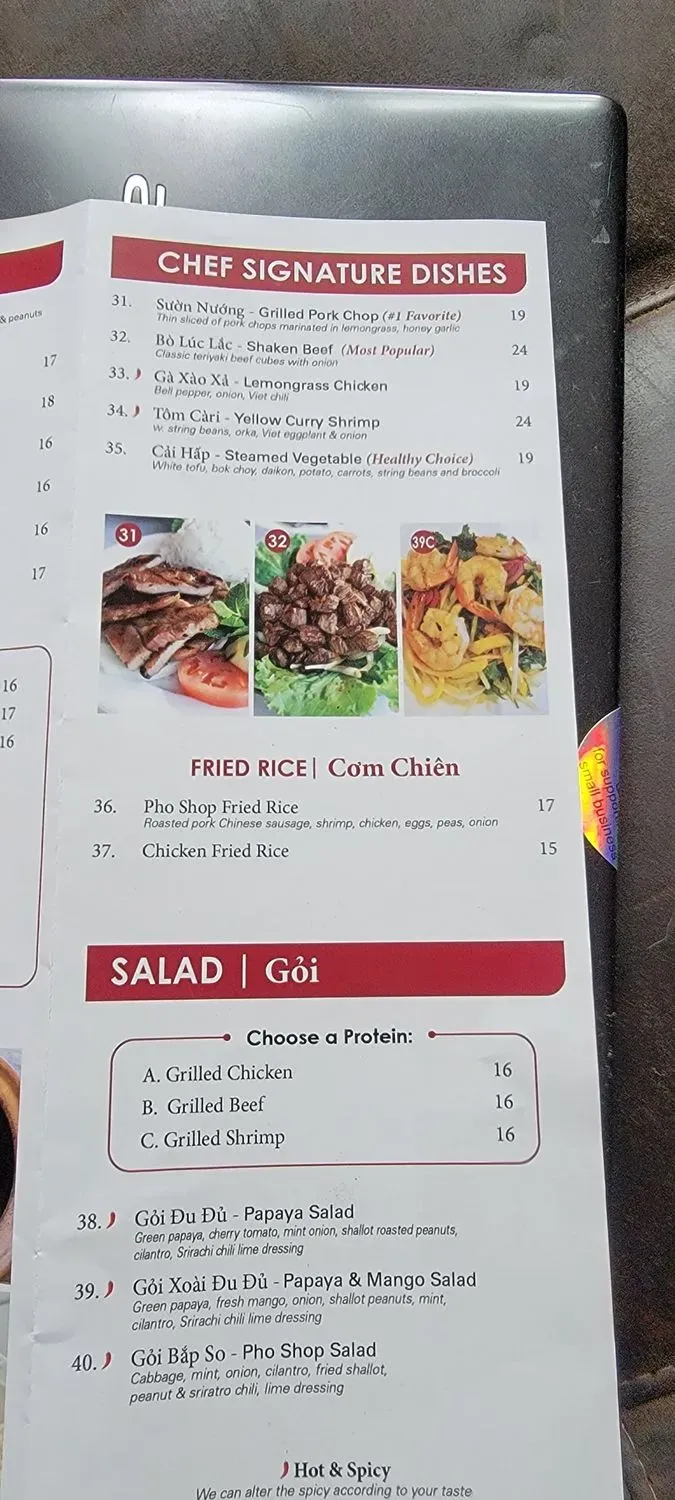 & peanuts
17
18
16
16
16
17
16
17
16
CHEF SIGNATURE DISHES
31. Sườn Nướng - Grilled Pork Chop (#1 Favorite) 19
Thin sliced of pork chops marinated in lemongrass, honey garlic
32. Bò Lúc Lắc - Shaken Beef (Most Popular) 24
Classic teriyaki beef cubes with onion
33. Gà Xào Xả - Lemongrass Chicken 19
Bell pepper, onion, Viet chili
34. Tôm Càri - Yellow Curry Shrimp 24
w. string beans, orka, Viet eggplant & onion
35. Cải Hấp - Steamed Vegetable (Healthy Choice) 19
White tofu, bok choy, daikon, potato, carrots, string beans and broccoli
31
32
39C
FRIED RICE | Cơm Chiên
36. Pho Shop Fried Rice 17
Roasted pork Chinese sausage, shrimp, chicken, eggs, peas, onion
37. Chicken Fried Rice 15
for suppor
small business
SALAD | Gỏi
Choose a Protein:
A. Grilled Chicken 16
B. Grilled Beef 16
C. Grilled Shrimp 16
38. Gỏi Đu Đủ - Papaya Salad
Green papaya, cherry tomato, mint onion, shallot roasted peanuts,
cilantro, Srirachi chili lime dressing
39. Gỏi Xoài Đu Đủ - Papaya & Mango Salad
Green papaya, fresh mango, onion, shallot peanuts, mint,
cilantro, Srirachi chili lime dressing
40. Gỏi Bắp So - Pho Shop Salad
Cabbage, mint, onion, cilantro, fried shallot,
peanut & sriratro chili, lime dressing
Hot & Spicy
We can alter the spicy according to your taste